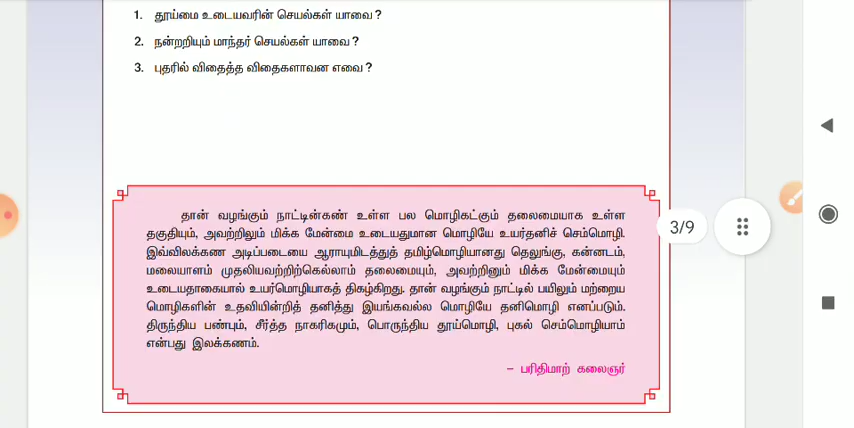 1. தூய்மை உடையவரின் செயல்கள் யாவை ?
2. நன்றறியும் மாந்தர் செயல்கள் யாவை ?
3. புதரில் விதைத்த விதைகளாவன எவை ?
தான் வழங்கும் நாட்டின்கண் உள்ள பல மொழிகட்கும் தலைமையாக உள்ள
தகுதியும், அவற்றிலும் மிக்க மேன்மை உடையதுமான மொழியே உயர்தனிச் செம்மொழி.
இவ்விலக்கண அடிப்படையை ஆராயுமிடத்துத் தமிழ்மொழியானது தெலுங்கு, கன்னடம்,
மலையாளம் முதலியவற்றிற்கெல்லாம் தலைமையும், அவற்றினும் மிக்க மேன்மையும்
உடையதாகையால் உயர்மொழியாகத் திகழ்கிறது. தான் வழங்கும் நாட்டில் பயிலும் மற்றைய
மொழிகளின் உதவியின்றித் தனித்து இயங்கவல்ல மொழியே தனிமொழி எனப்படும்.
திருந்திய பண்பும், சீர்த்த நாகரிகமும், பொருந்திய தூய்மொழி, புகல் செம்மொழியாம்
என்பது இலக்கணம்.
– பரிதிமாற் கலைஞர்
3/9